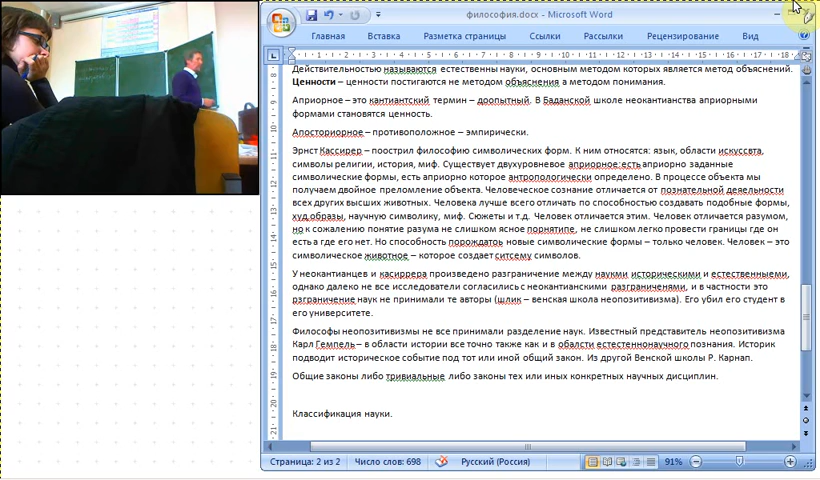 философия.docx - Microsoft Word
Главная Вставка Разметка страницы Ссылки Рассылки Рецензирование Вид
Действительностью называются естественны науки, основным методом которых является метод объяснений.
Ценности – ценности постигаются не методом объяснения а методом понимания.
Априорное – это кантиантский термин – доопытный. В Баданской школе неокантианства априорными
формами становятся ценность.
Апосториорное – противоположное – эмпирически.
Эрнст Кассирер – поострил философию символических форм. К ним относятся: язык, области искуссвта,
символы религии, история, миф. Существует двухуровневое априорное:есть априорно заданные
символические формы, есть априорно которое антропологически определено. В процессе объекта мы
получаем двойное преломление объекта. Человеческое сознание отличается от познательной деяельности
всех других высших животных. Человека лучше всего отличать по способностью создавать подобные формы,
худ,образы, научную символику, миф. Сюжеты и т.д. Человек отличается этим. Человек отличается разумом,
но к сожалению понятие разума не слишком ясное порнятипе, не слишком легко провести границы где он
есть а где его нет. Но способность порождатоь новые символические формы – только человек. Человек – это
символическое животное – которое создает ситсему символов.
У неокантианцев и касиррера произведено разграничение между наукми историческими и естественныеми,
однако далеко не все исследователи согласились с неокантианскими разграниченями, и в частности это
рзграничение наук не принимали те авторы (шлик – венская школа неопозитивизма). Его убил его студент в
его университете.
Философы неопозитивизмы не все принимали разделение наук. Известный представитель неопозитивизма
Карл Гемпель – в области истории все точно также как и в обалсти естестенноаучного познания. Историк
подводит историческое событие под тот или иной общий закон. Из другой Венской школы Р. Карнап.
Общие законы либо тривиальные либо законы тех или иных конкретных научных дисциплин.
Классификация науки.
Страница: 2 из 2 Число слов: 698 Русский (Россия) 91%